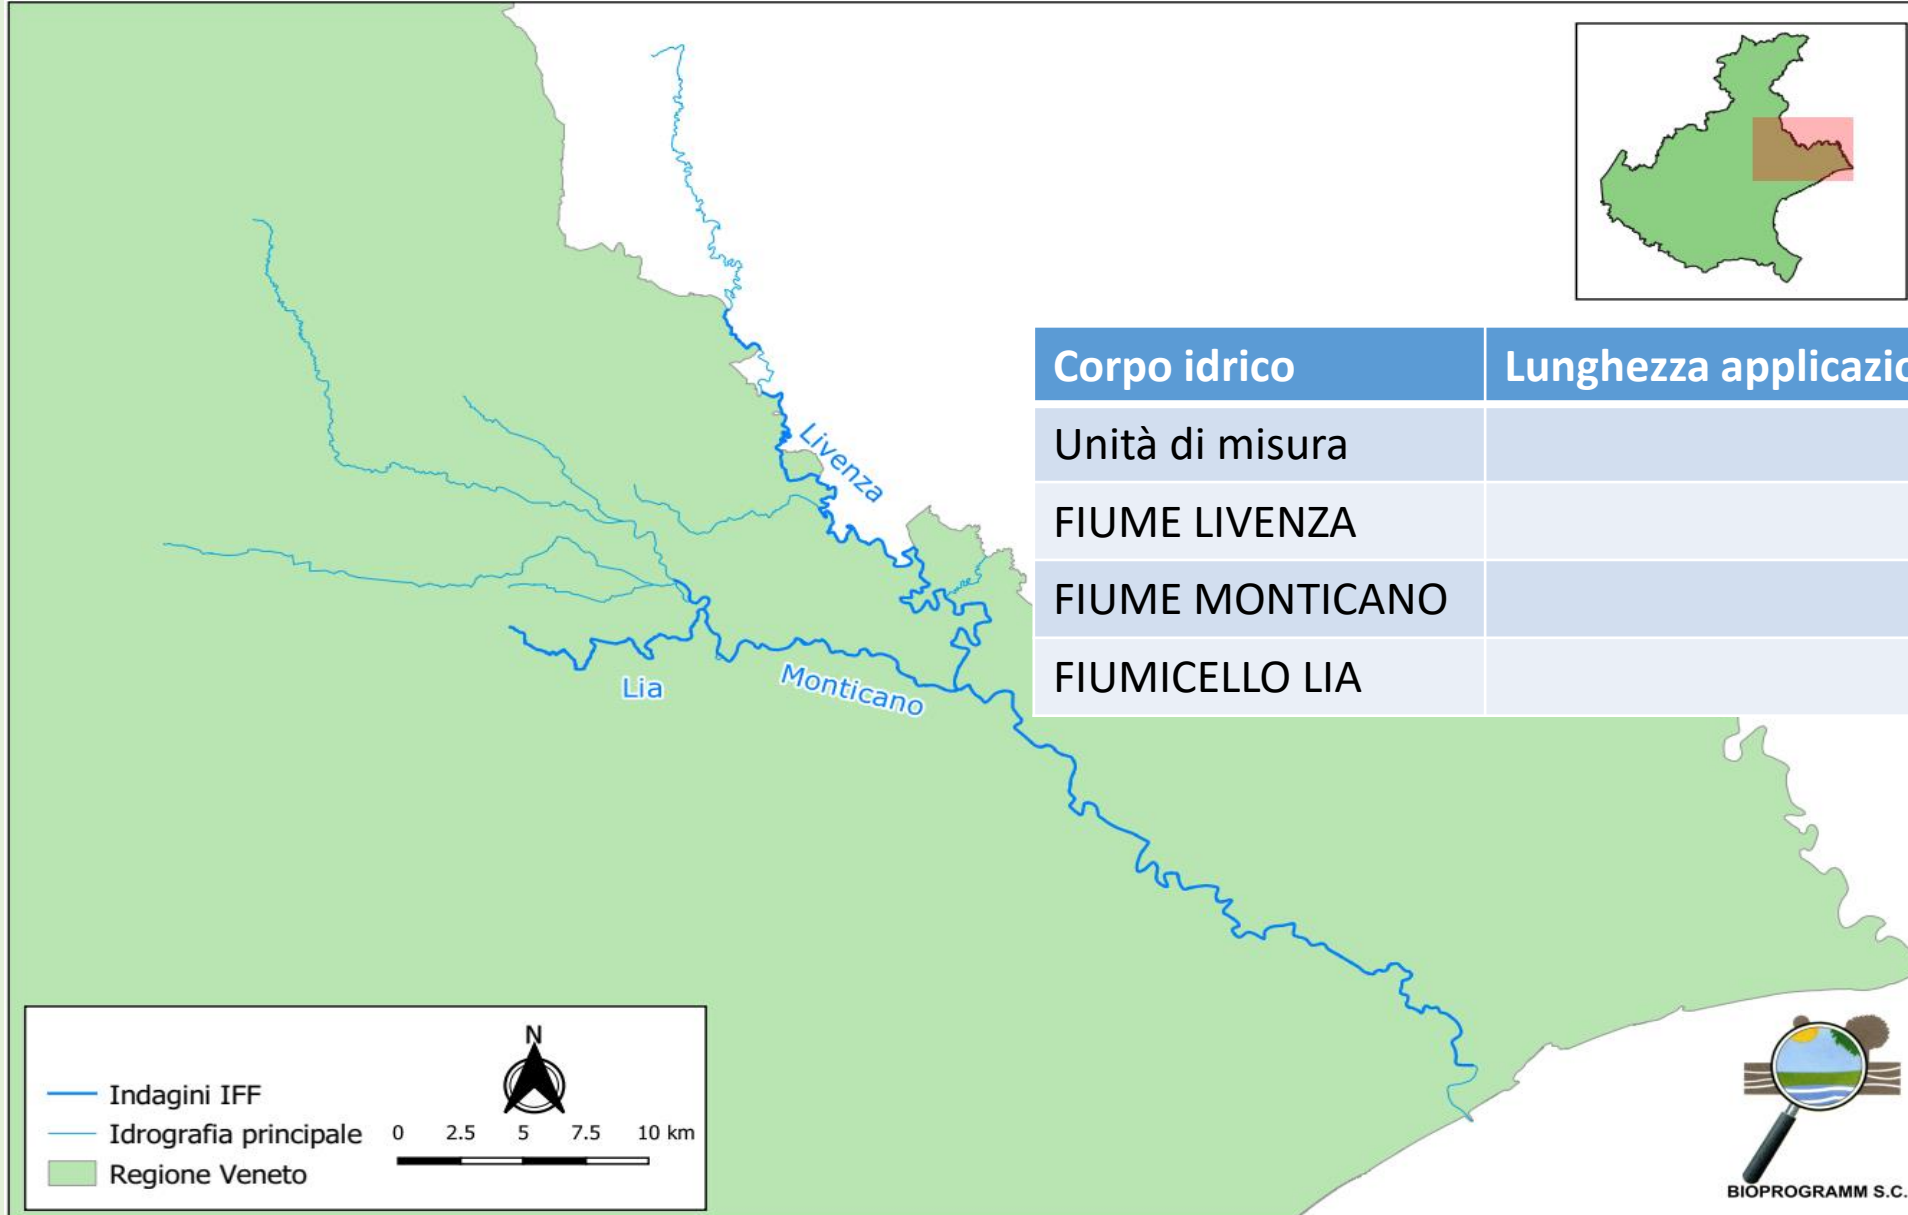 Corpo idrico
Lunghezza applicazio
Unità di misura
FIUME LIVENZA
FIUME MONTICANO
FIUMICELLO LIA
Livenza
Lia
Monticano
N
Indagini IFF
Idrografia principale
Regione Veneto
0 2.5 5 7.5 10 km
BIOPROGRAMM S.C.